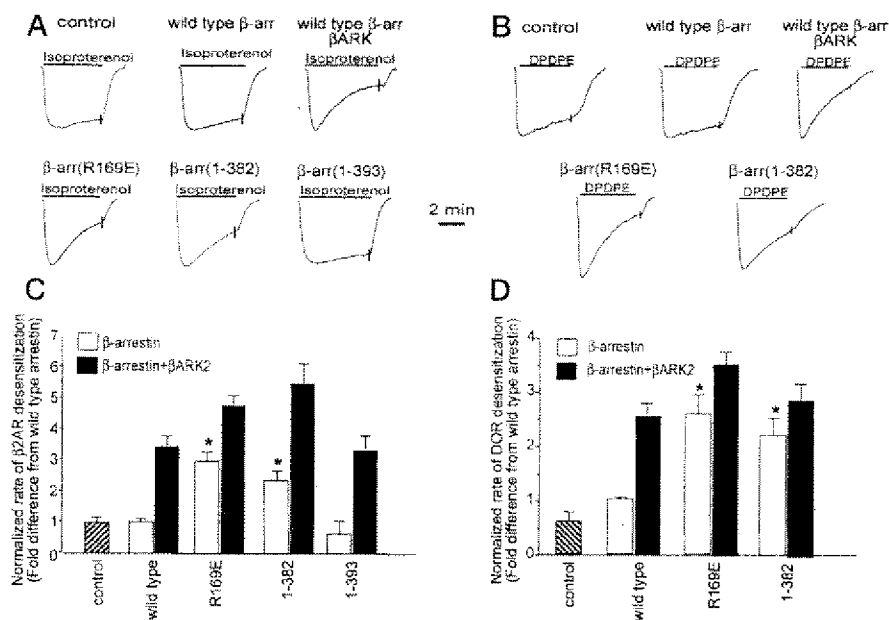 A
control
wild type β-arr
wild type β-arr
βARK
Isoproterenol
Isoproterenol
Isoproterenol
β-arr(R169E)
β-arr(1-382)
β-arr(1-393)
Isoproterenol
Isoproterenol
Isoproterenol
2 min
B
control
wild type β-arr
wild type β-arr
βARK
DPDPE
DPDPE
DPDPE
β-arr(R169E)
β-arr(1-382)
DPDPE
DPDPE
C
Normalized rate of β2AR desensitization
(Fold difference from wild type arrestin)
7
6
5
4
3
2
1
0
β-arrestin
β-arrestin+βARK2
*
*
control
wild type
R169E
1-382
1-393
D
Normalized rate of DOR desensitization
(Fold difference from wild type arrestin)
4
3
2
1
0
β-arrestin
β-arrestin+βARK2
*
*
control
wild type
R169E
1-382